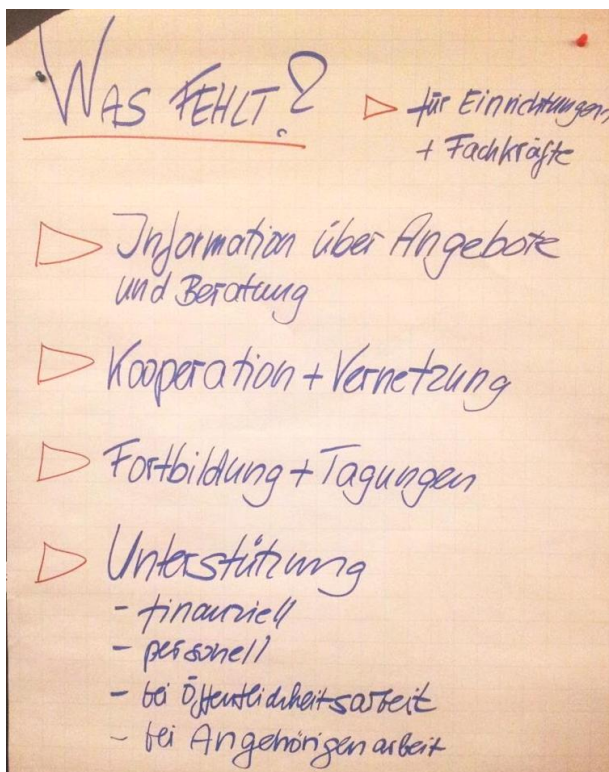 WAS FEHLT?
für Einrichtungen
+ Fachkräfte
Information über Angebote
und Beratung
Kooperation + Vernetzung
Fortbildung + Tagungen
Unterstützung
- finanziell
- personell
- bei Öffentlichkeitsarbeit
- bei Angehörigenarbeit